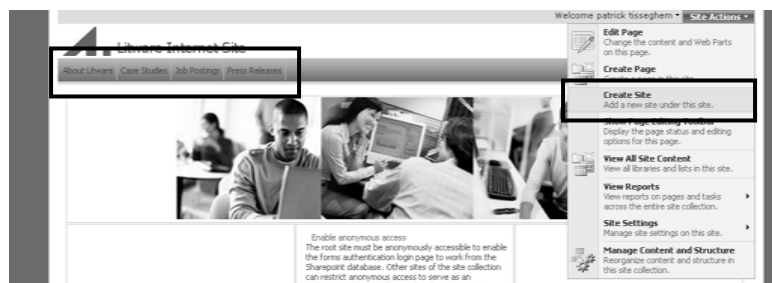 Welcome patrick tisseghem Site Actions
Litware Internet Site
About Litware Case Studies Job Postings Press Releases
Edit Page
Change the content and Web Parts
on this page.
Create Page
Create a page in this site.
Create Site
Add a new site under this site.
Show Page Editing Toolbar
Display the page status and editing
options for this page.
View All Site Content
View all libraries and lists in this site.
View Reports
View reports on pages and tasks
across the entire site collection.
Site Settings
Manage site settings on this site.
Manage Content and Structure
Reorganize content and structure in
this site collection.
Enable anonymous access
The root site must be anonymously accessible to enable
the forms authentication login page to work from the
Sharepoint database. Other sites of the site collection
can restrict anonymous access to serve as an